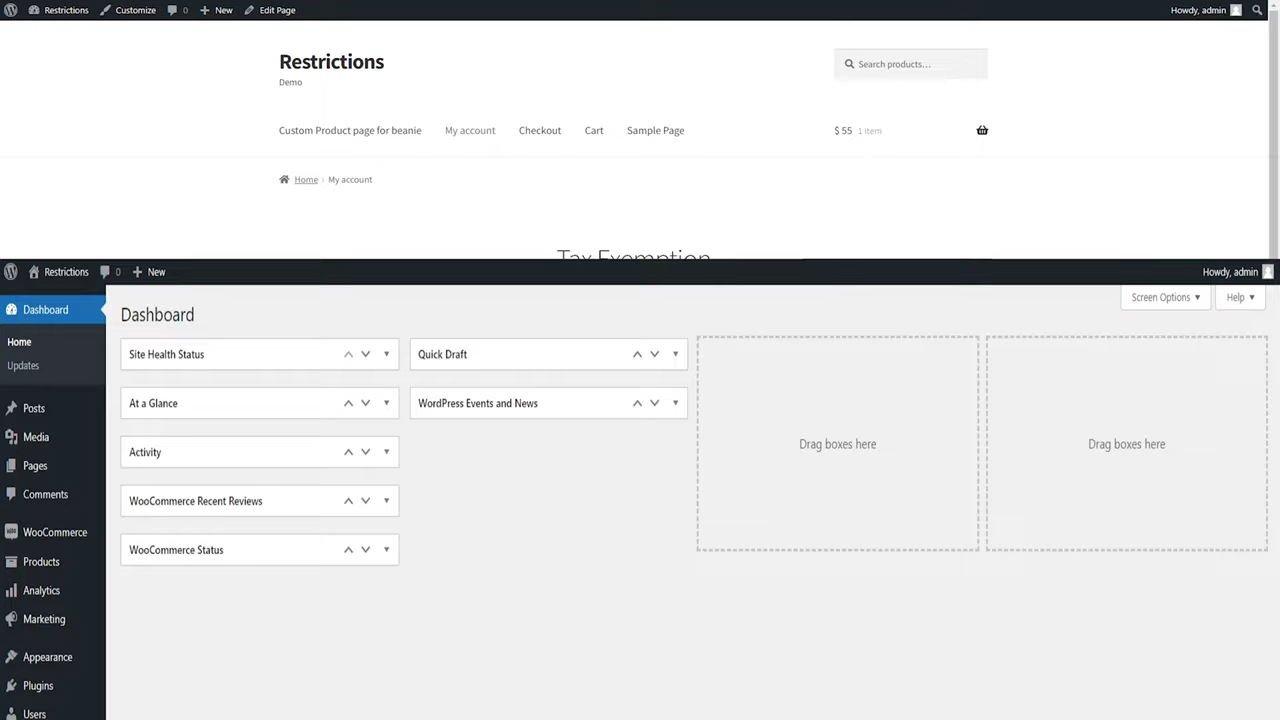 Restrictions Customize 0 New Edit Page Howdy, admin
Restrictions
Demo
Search products...
Custom Product page for beanie My account Checkout Cart Sample Page $ 55 1 item
Home › My account
Tax Exemption
Restrictions 0 New Howdy, admin
Dashboard
Home
Updates
Posts
Media
Pages
Comments
WooCommerce
Products
Analytics
Marketing
Appearance
Plugins
Users
Screen Options ▼ Help ▼
Dashboard
Site Health Status
At a Glance
Activity
WooCommerce Recent Reviews
WooCommerce Status
Quick Draft
WordPress Events and News
Drag boxes here
Drag boxes here